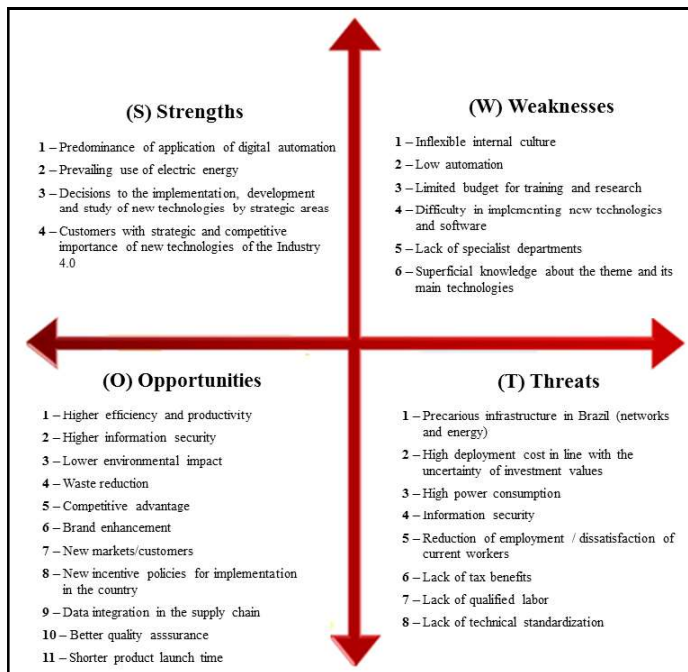 (S) Strengths
1 – Predominance of application of digital automation
2 – Prevailing use of electric energy
3 – Decisions to the implementation, development
and study of new technologies by strategic areas
4 – Customers with strategic and competitive
importance of new technologies of the Industry
4.0
(W) Weaknesses
1 – Inflexible internal culture
2 – Low automation
3 – Limited budget for training and research
4 – Difficulty in implementing new technologies
and software
5 – Lack of specialist departments
6 – Superficial knowledge about the theme and its
main technologies
(O) Opportunities
1 – Higher efficiency and productivity
2 – Higher information security
3 – Lower environmental impact
4 – Waste reduction
5 – Competitive advantage
6 – Brand enhancement
7 – New markets/customers
8 – New incentive policies for implementation
in the country
9 – Data integration in the supply chain
10 – Better quality asssurance
11 – Shorter product launch time
(T) Threats
1 – Precarious infrastructure in Brazil (networks
and energy)
2 – High deployment cost in line with the
uncertainty of investment values
3 – High power consumption
4 – Information security
5 – Reduction of employment / dissatisfaction of
current workers
6 – Lack of tax benefits
7 – Lack of qualified labor
8 – Lack of technical standardization